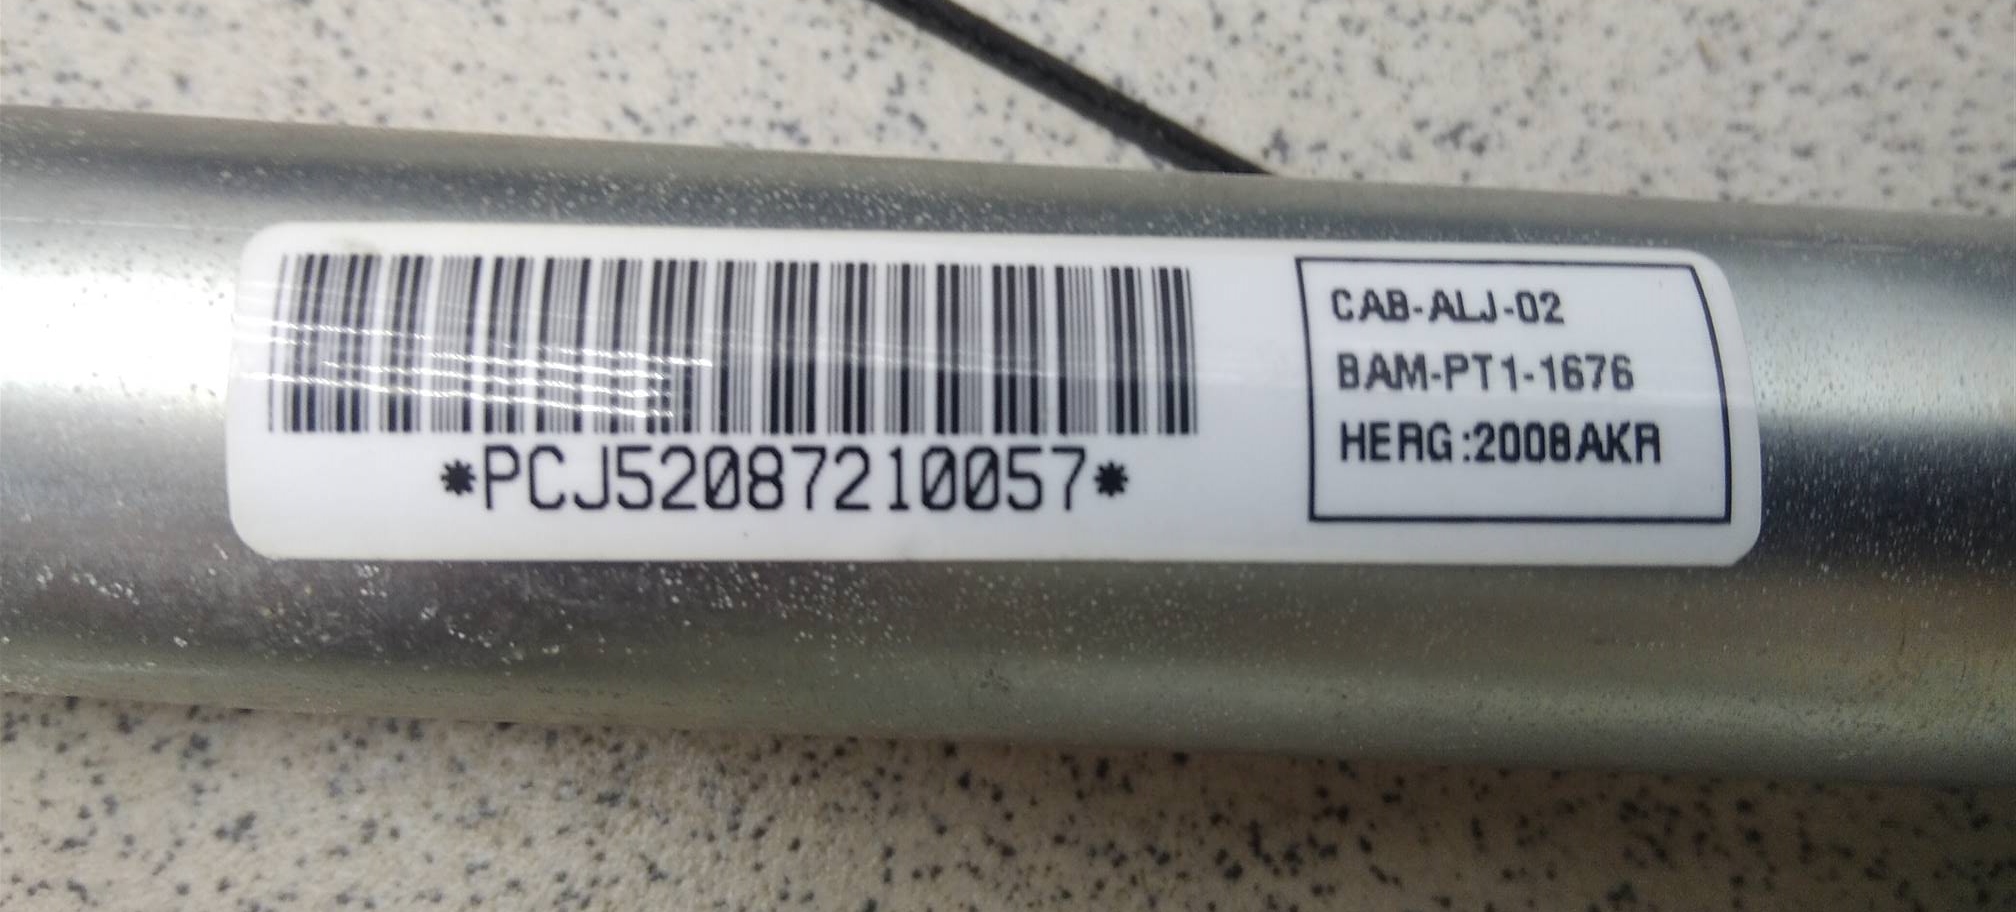 *PCJ52087210057*
CAB-ALJ-02
BAM-PT1-1676
HERG:2008AKR